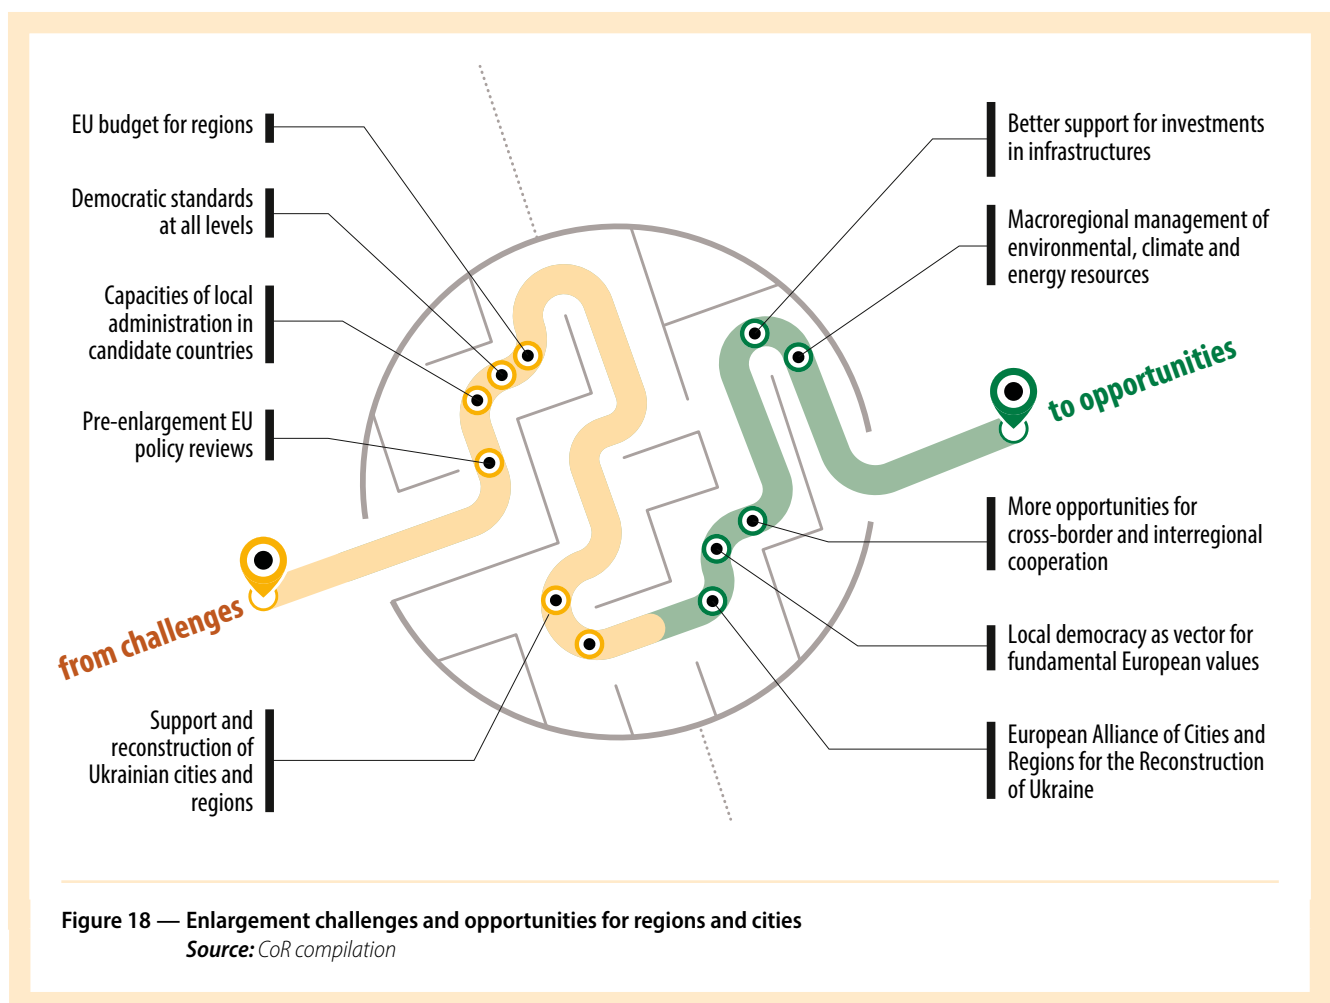 EU budget for regions
Democratic standards
at all levels
Capacities of local
administration in
candidate countries
Pre-enlargement EU
policy reviews
from challenges
Support and
reconstruction of
Ukrainian cities and
regions
Better support for investments
in infrastructures
Macroregional management of
environmental, climate and
energy resources
to opportunities
More opportunities for
cross-border and interregional
cooperation
Local democracy as vector for
fundamental European values
European Alliance of Cities and
Regions for the Reconstruction
of Ukraine
Figure 18 — Enlargement challenges and opportunities for regions and cities
Source: CoR compilation